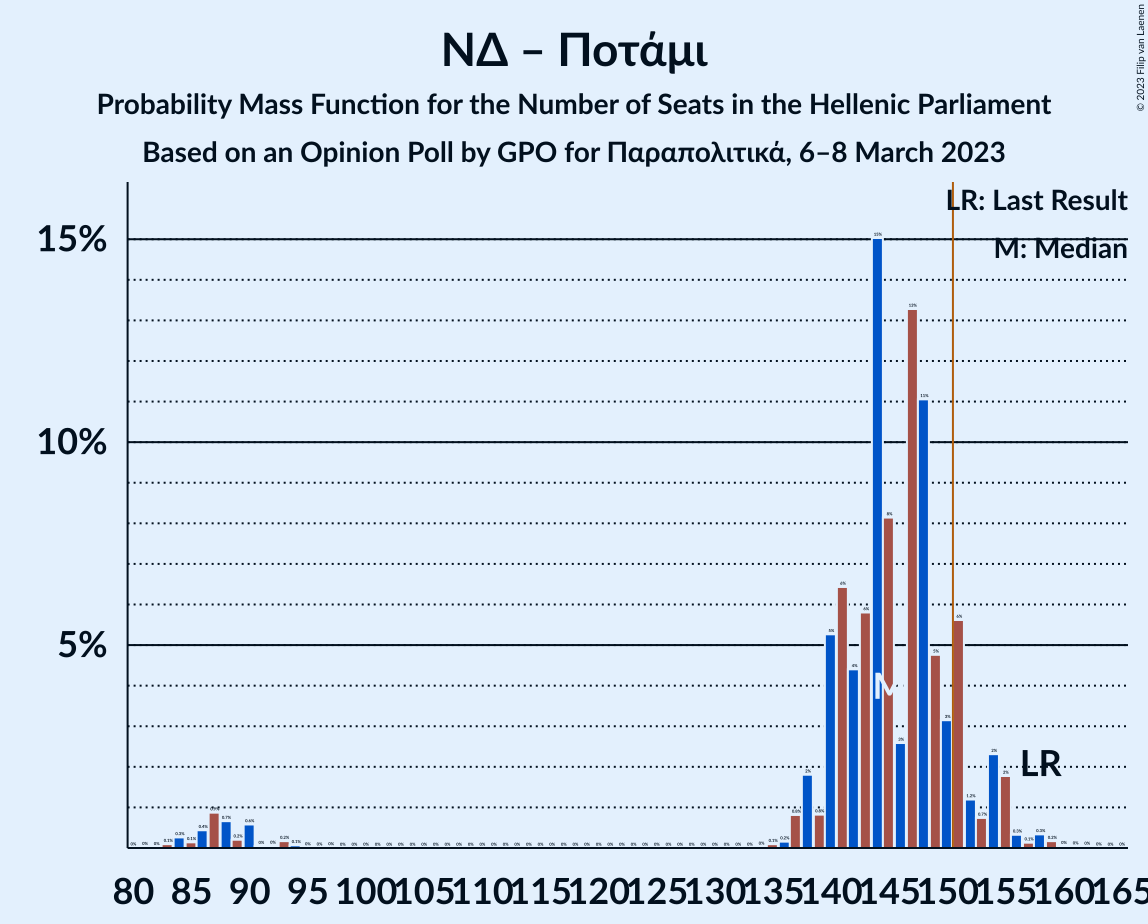 ΝΔ – Ποτάμι
Probability Mass Function for the Number of Seats in the Hellenic Parliament
Based on an Opinion Poll by GPO for Παραπολιτικά, 6–8 March 2023
© 2023 Filip van Laenen
LR: Last Result
M: Median
15%
10%
5%
M
LR
80 85 90 95 100 105 110 115 120 125 130 135 140 145 150 155 160 165